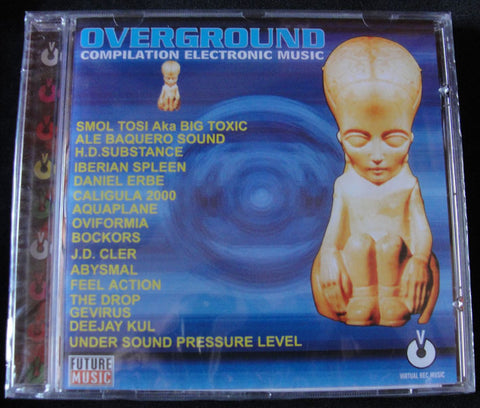 OVERGROUND
COMPILATION ELECTRONIC MUSIC
SMOL TOSI Aka BIG TOXIC
ALE BAQUERO SOUND
H.D.SUBSTANCE
IBERIAN SPLEEN
DANIEL ERBE
CALIGULA 2000
AQUAPLANE
OVIFORMIA
BOCKORS
J.D. CLER
ABYSMAL
FEEL ACTION
THE DROP
GEVIRUS
DEEJAY KUL
UNDER SOUND PRESSURE LEVEL
FUTURE
MUSIC
V
VIRTUAL REC MUSIC